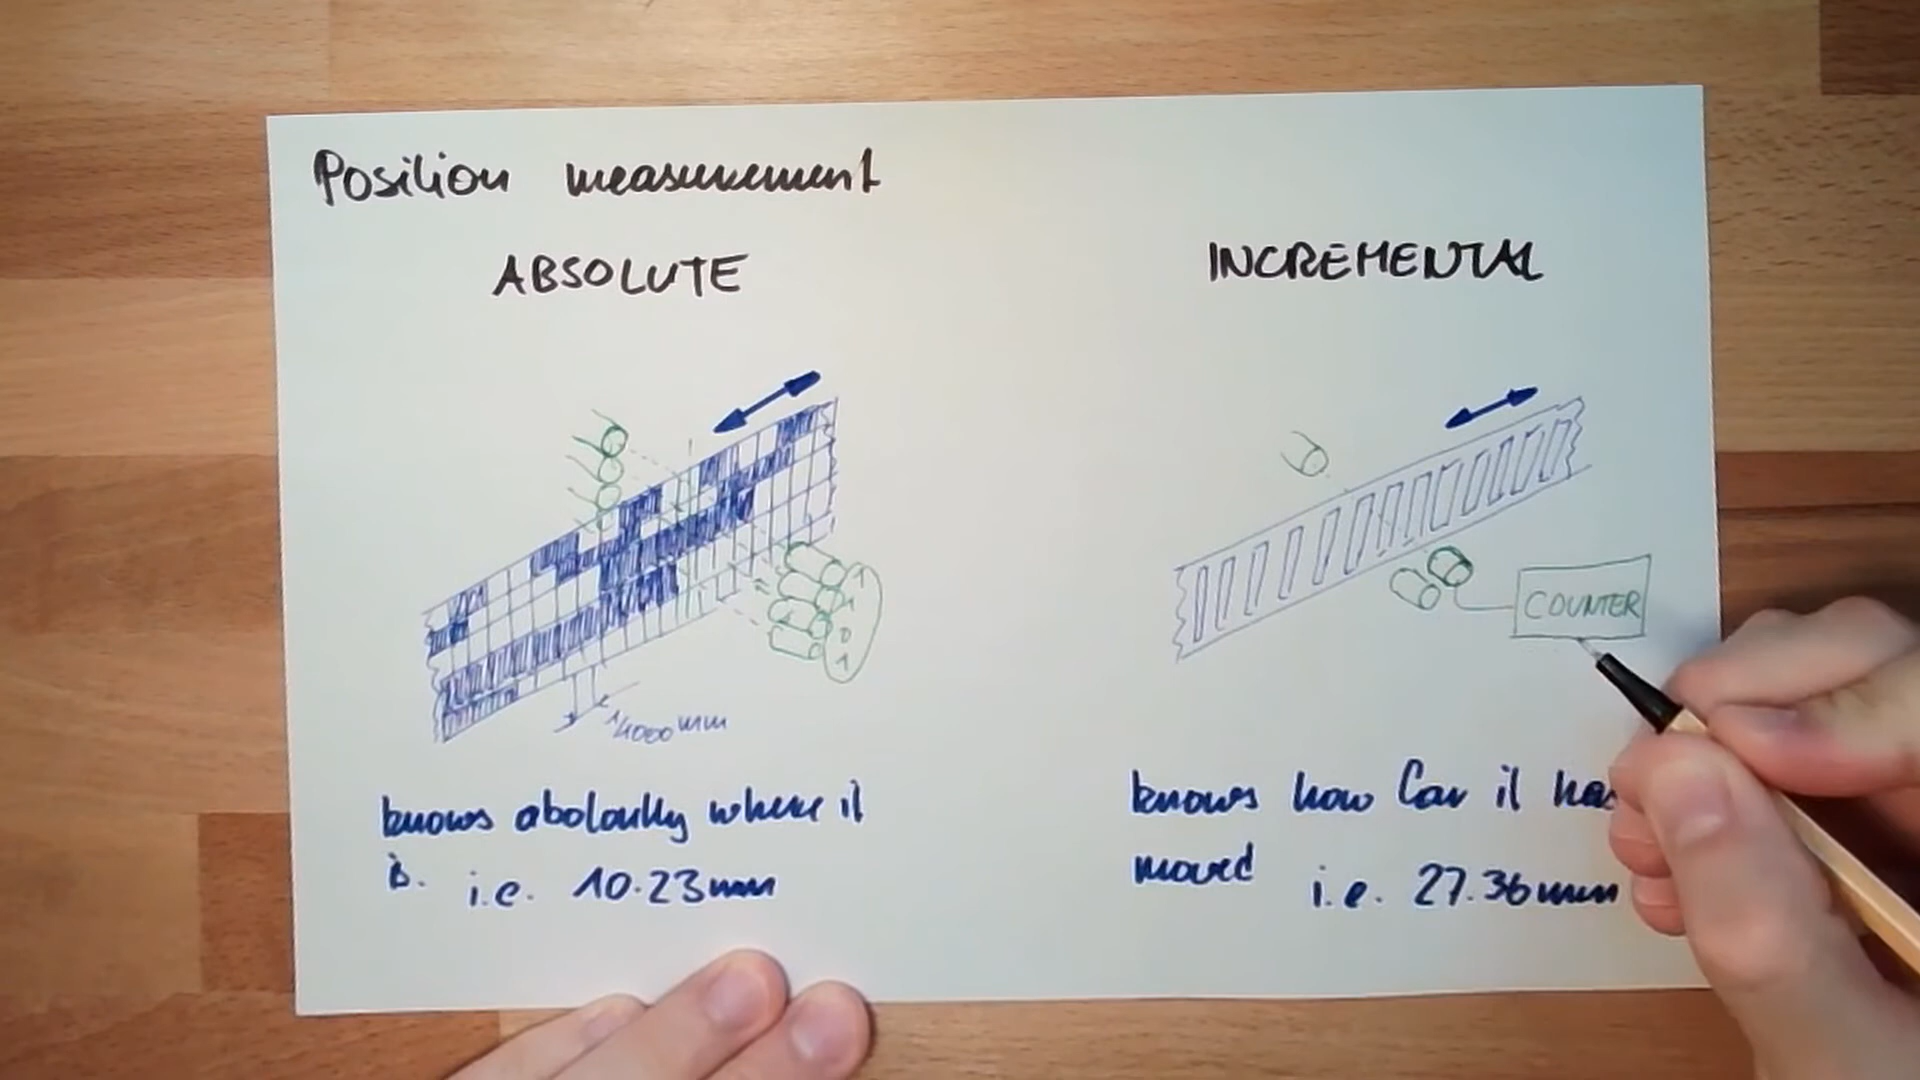 Position measurement
ABSOLUTE
INCREMENTAL
1
1
0
1
COUNTER
1/1000 mm
knows absolutely where it
is. i.e. 10.23mm
knows how far it has
moved i.e. 27.36mm